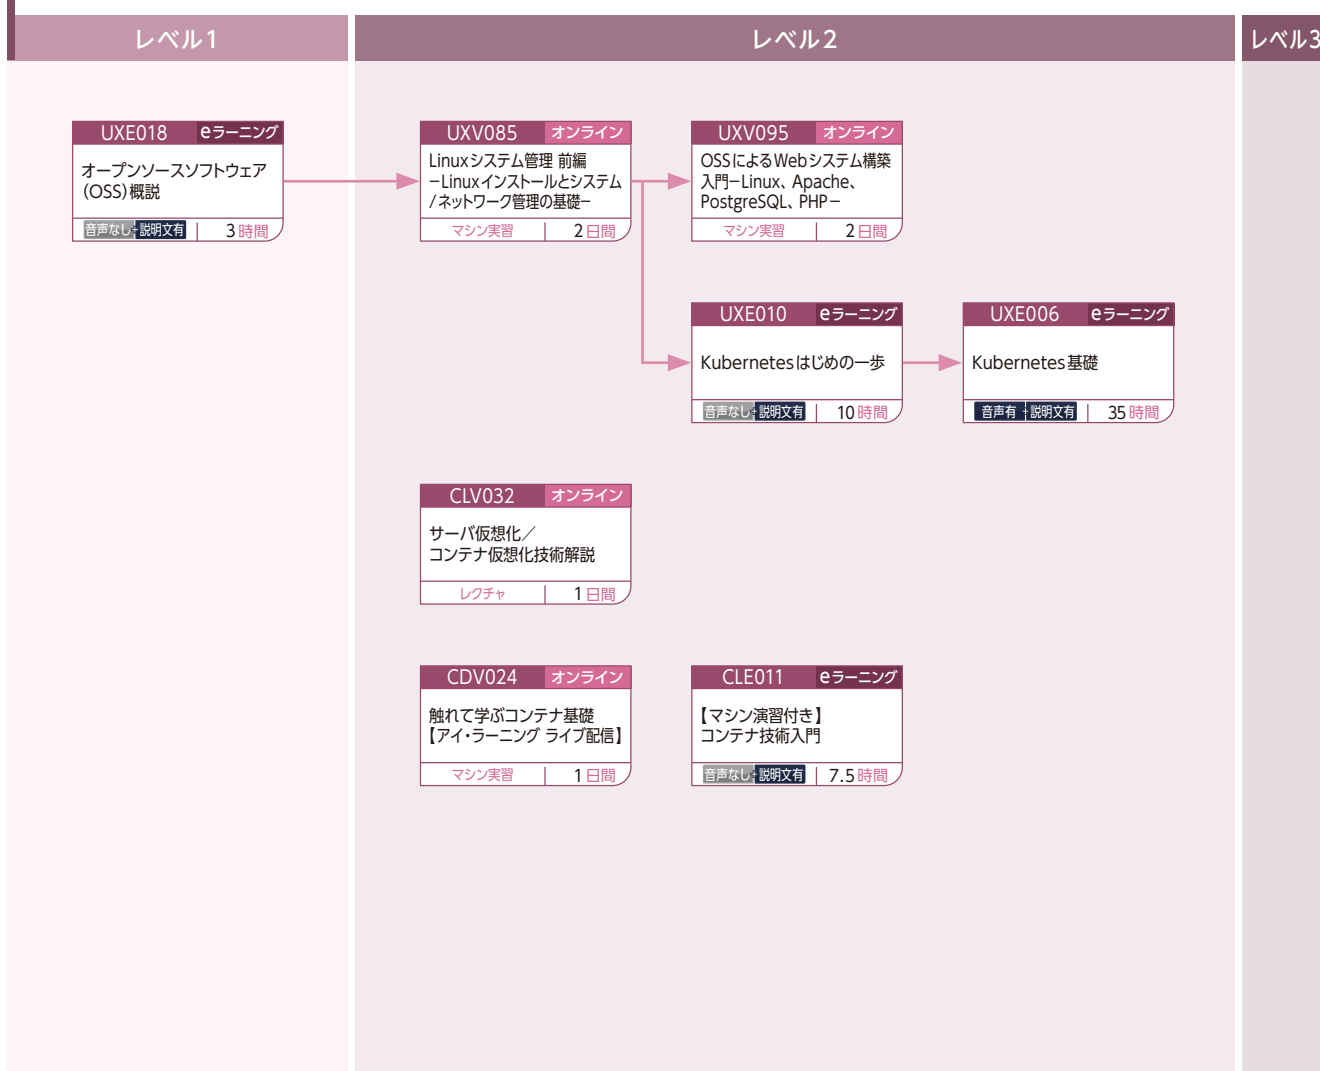 レベル1
レベル2
レベル3
UXE018 eラーニング
オープンソースソフトウェア
(OSS)概説
音声なし+説明文有 3時間
UXV085 オンライン
Linuxシステム管理 前編
－Linuxインストールとシステム
/ネットワーク管理の基礎－
マシン実習 2日間
UXV095 オンライン
OSSによるWebシステム構築
入門－Linux、Apache、
PostgreSQL、PHP－
マシン実習 2日間
UXE010 eラーニング
Kubernetesはじめの一歩
音声なし+説明文有 10時間
UXE006 eラーニング
Kubernetes基礎
音声有+説明文有 35時間
CLV032 オンライン
サーバ仮想化／
コンテナ仮想化技術解説
レクチャ 1日間
CDV024 オンライン
触れて学ぶコンテナ基礎
【アイ・ラーニング ライブ配信】
マシン実習 1日間
CLE011 eラーニング
【マシン演習付き】
コンテナ技術入門
音声なし+説明文有 7.5時間